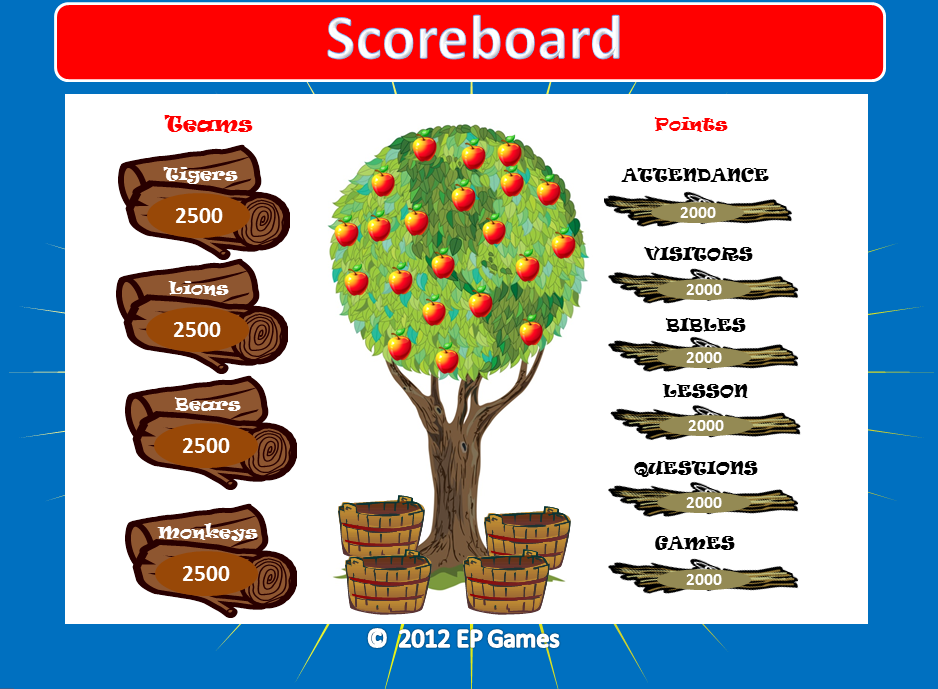 Scoreboard
Teams
Tigers
2500
Lions
2500
Bears
2500
Monkeys
2500
Points
ATTENDANCE
2000
VISITORS
2000
BIBLES
2000
LESSON
2000
QUESTIONS
2000
GAMES
2000
© 2012 EP Games